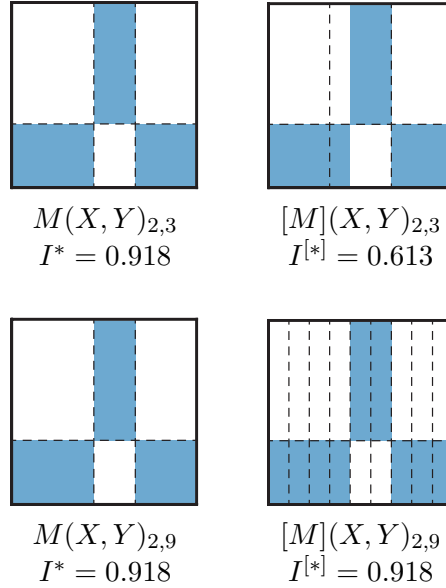 M(X, Y)₂,₃ [M](X, Y)₂,₃
I* = 0.918 I^[*] = 0.613
M(X, Y)₂,₉ [M](X, Y)₂,₉
I* = 0.918 I^[*] = 0.918